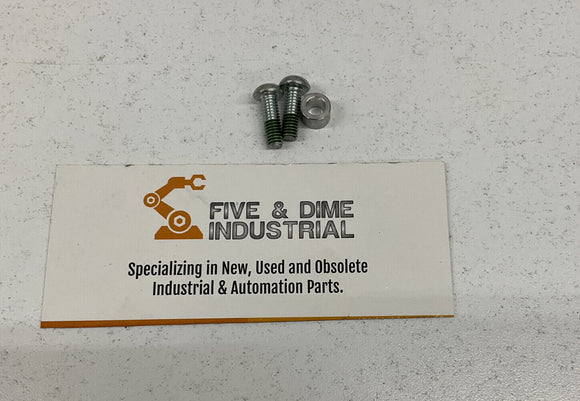 FIVE & DIME
INDUSTRIAL
Specializing in New, Used and Obsolete
Industrial & Automation Parts.